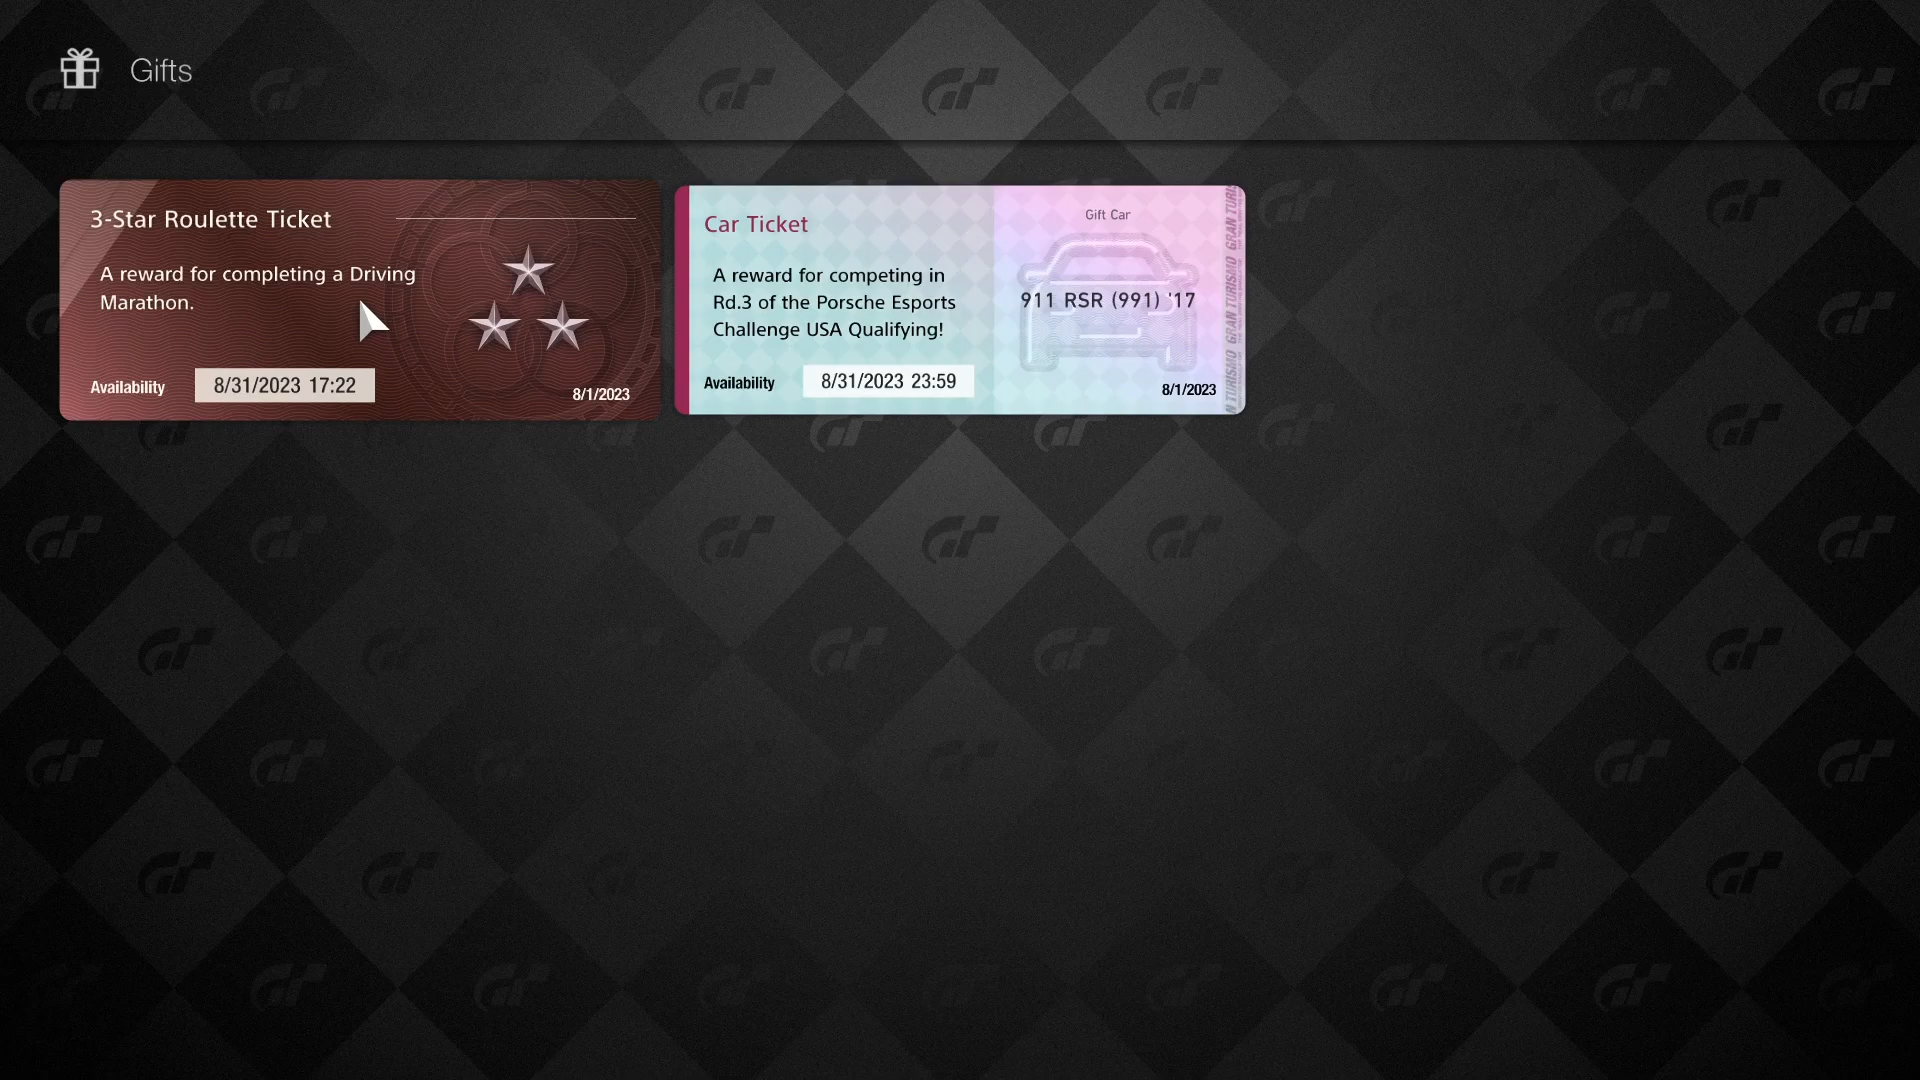 Gifts
3-Star Roulette Ticket
A reward for completing a Driving
Marathon.
Availability
8/31/2023 17:22
8/1/2023
Car Ticket
A reward for competing in
Rd.3 of the Porsche Esports
Challenge USA Qualifying!
Availability
8/31/2023 23:59
Gift Car
911 RSR (991) '17
8/1/2023
GRAN TURISMO